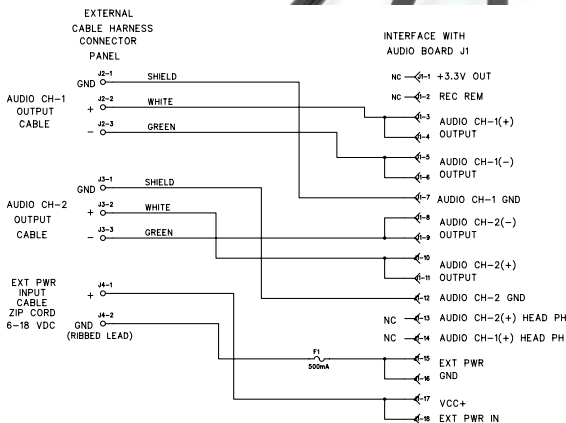 EXTERNAL
CABLE HARNESS
CONNECTOR
PANEL
INTERFACE WITH
AUDIO BOARD J1
AUDIO CH-1
OUTPUT
CABLE
GND J2-1 SHIELD
+ J2-2 WHITE
- J2-3 GREEN
AUDIO CH-2
OUTPUT
CABLE
GND J3-1 SHIELD
+ J3-2 WHITE
- J3-3 GREEN
EXT PWR
INPUT
CABLE
ZIP CORD
6-18 VDC
+ J4-1
J4-2
GND
(RIBBED LEAD)
F1
500mA
NC J1-1 +3.3V OUT
NC J1-2 REC REM
J1-3
J1-4
AUDIO CH-1(+)
OUTPUT
J1-5
J1-6
AUDIO CH-1(-)
OUTPUT
J1-7 AUDIO CH-1 GND
J1-8
J1-9
AUDIO CH-2(-)
OUTPUT
J1-10
J1-11
AUDIO CH-2(+)
OUTPUT
J1-12 AUDIO CH-2 GND
NC J1-13 AUDIO CH-2(+) HEAD PH
NC J1-14 AUDIO CH-1(+) HEAD PH
J1-15
J1-16
EXT PWR
GND
J1-17
J1-18
VCC+
EXT PWR IN